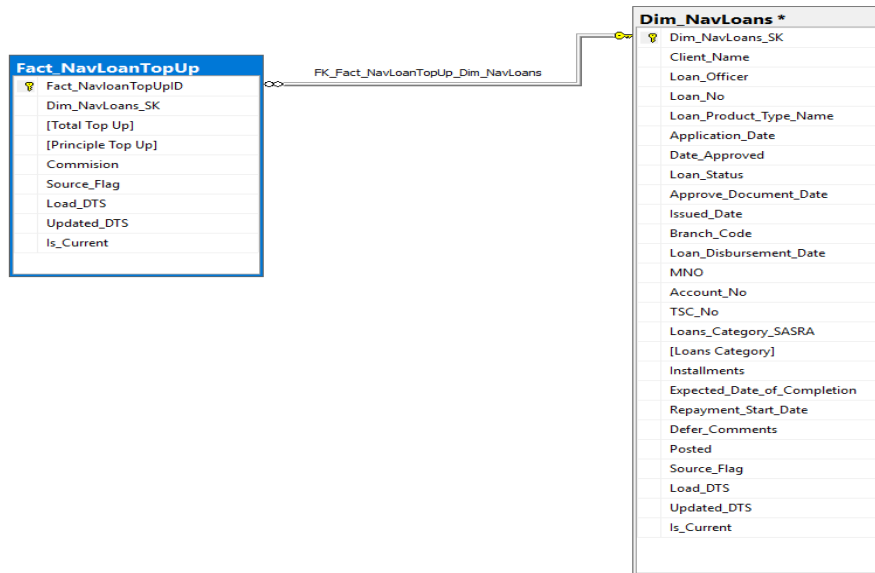 Fact_NavLoanTopUp
Fact_NavloanTopUpID
Dim_NavLoans_SK
[Total Top Up]
[Principle Top Up]
Commision
Source_Flag
Load_DTS
Updated_DTS
Is_Current
FK_Fact_NavLoanTopUp_Dim_NavLoans
Dim_NavLoans *
Dim_NavLoans_SK
Client_Name
Loan_Officer
Loan_No
Loan_Product_Type_Name
Application_Date
Date_Approved
Loan_Status
Approve_Document_Date
Issued_Date
Branch_Code
Loan_Disbursement_Date
MNO
Account_No
TSC_No
Loans_Category_SASRA
[Loans Category]
Installments
Expected_Date_of_Completion
Repayment_Start_Date
Defer_Comments
Posted
Source_Flag
Load_DTS
Updated_DTS
Is_Current